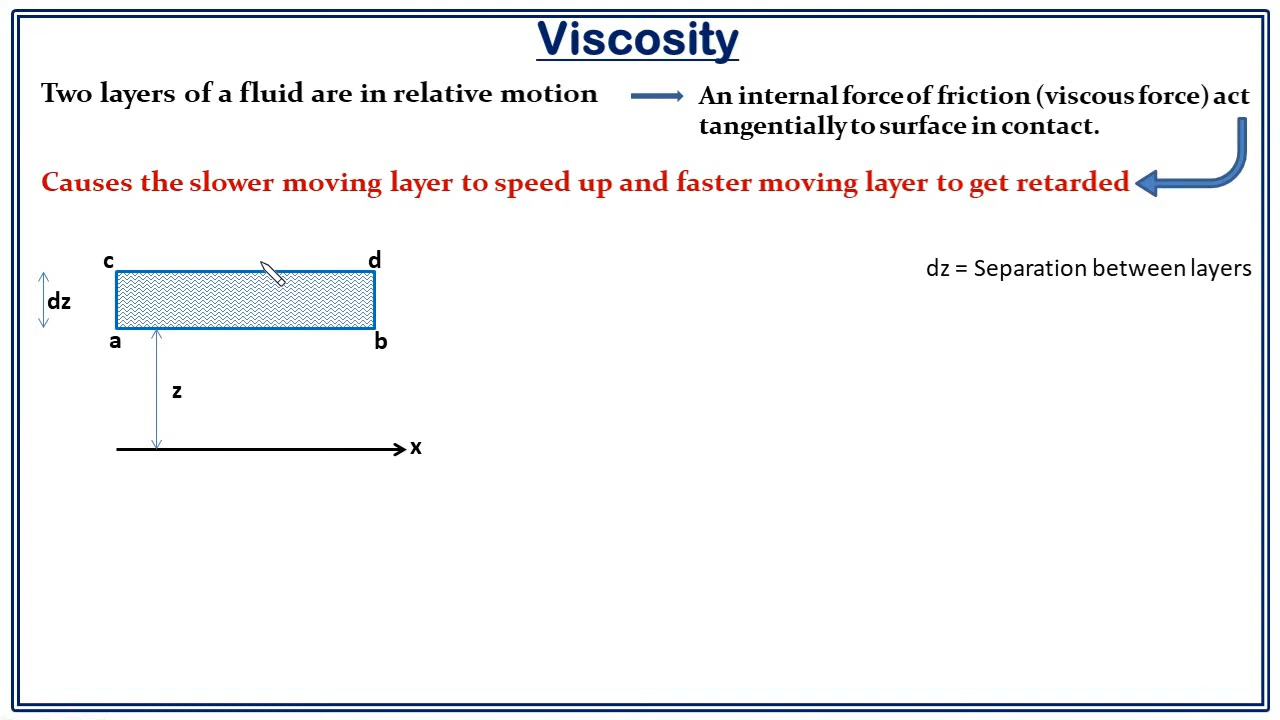 Viscosity
Two layers of a fluid are in relative motion
An internal force of friction (viscous force) act
tangentially to surface in contact.
Causes the slower moving layer to speed up and faster moving layer to get retarded
c
d
dz = Separation between layers
dz
a
b
z
x